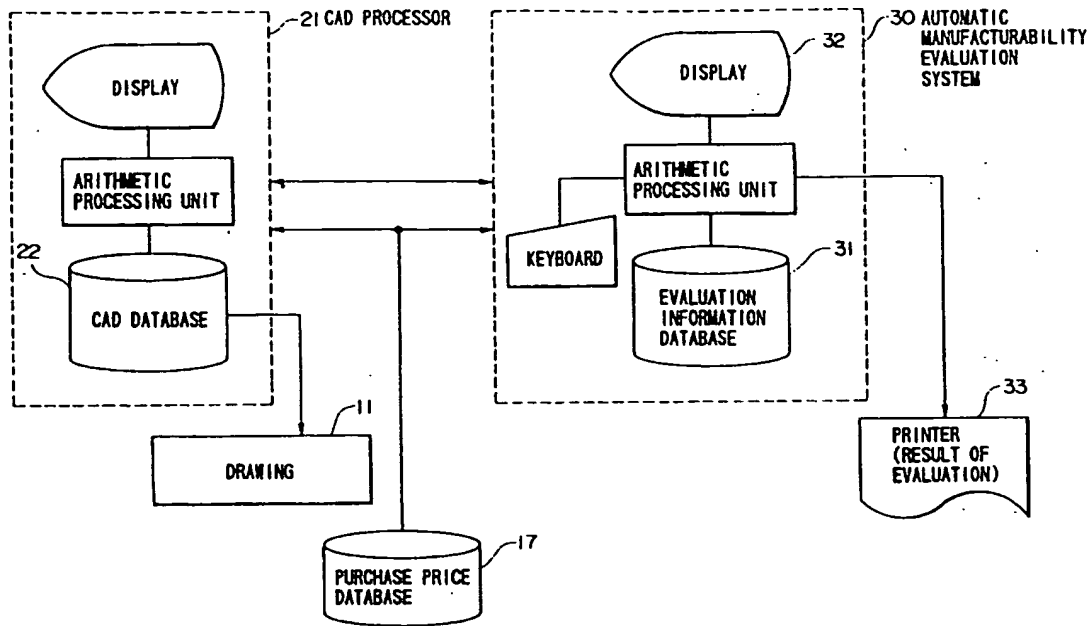 21 CAD PROCESSOR
DISPLAY
ARITHMETIC
PROCESSING UNIT
22
CAD DATABASE
11
DRAWING
17
PURCHASE PRICE
DATABASE
30 AUTOMATIC
MANUFACTURABILITY
EVALUATION
SYSTEM
32
DISPLAY
ARITHMETIC
PROCESSING UNIT
KEYBOARD
31
EVALUATION
INFORMATION
DATABASE
33
PRINTER
(RESULT OF
EVALUATION)